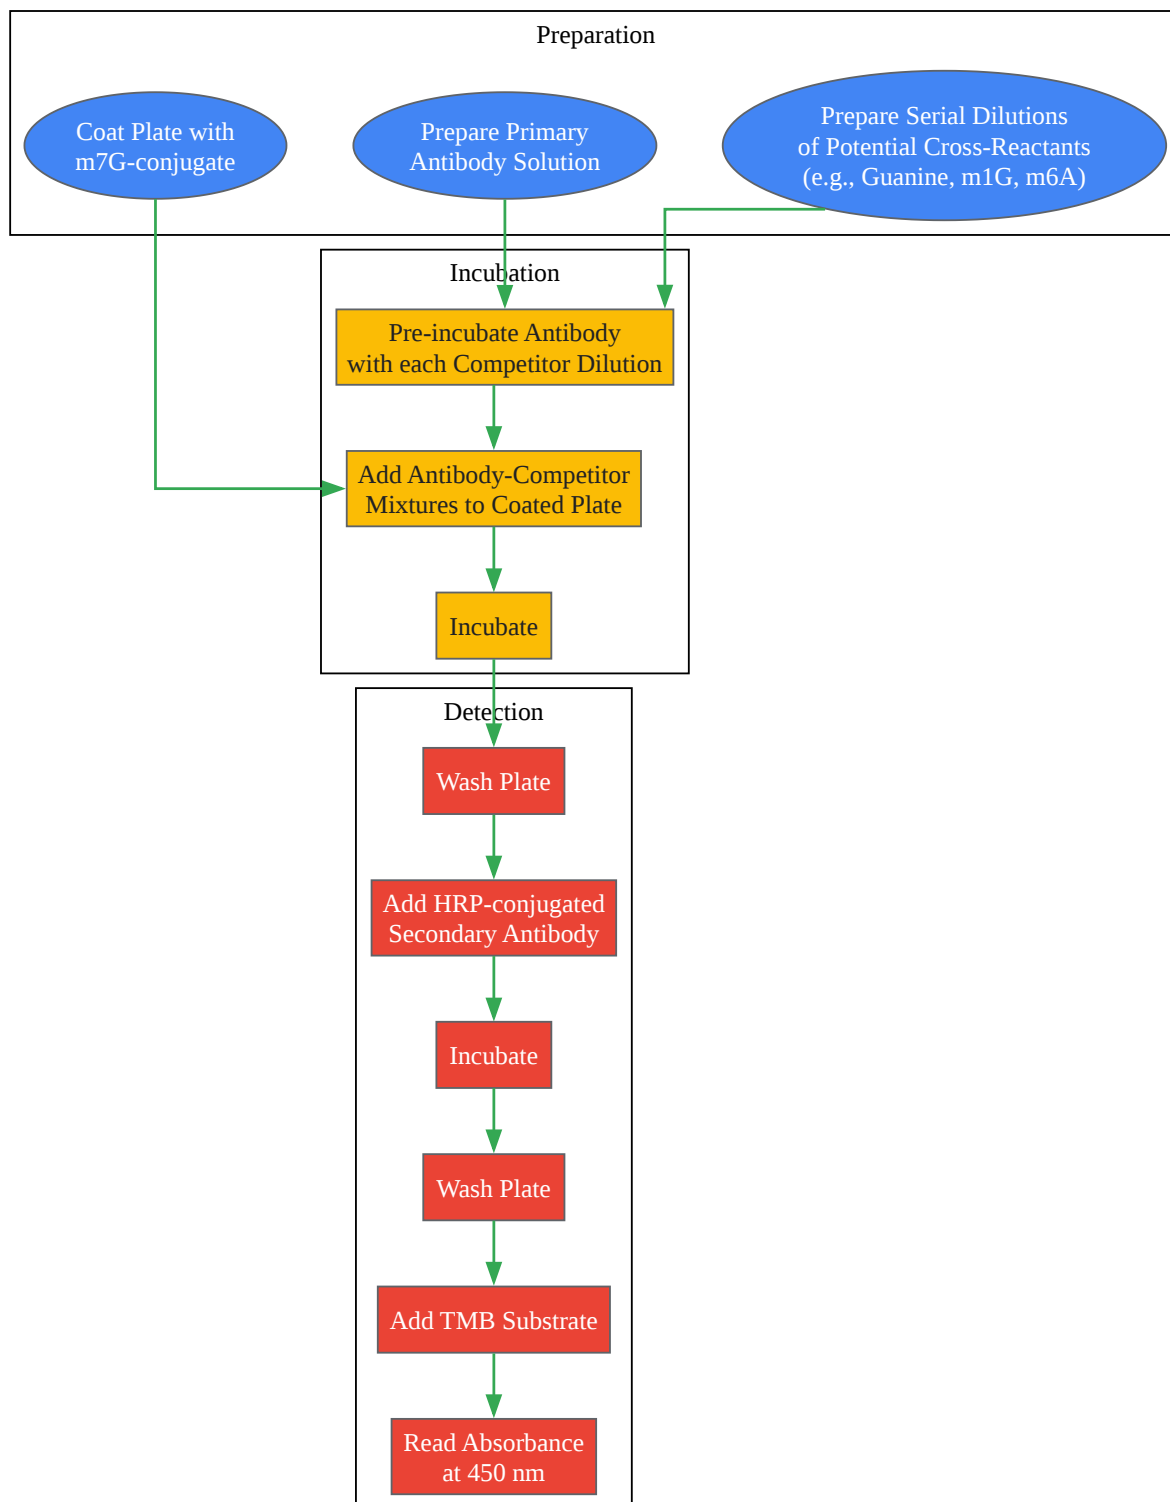 Preparation
Coat Plate with
m7G-conjugate
Prepare Primary
Antibody Solution
Prepare Serial Dilutions
of Potential Cross-Reactants
(e.g., Guanine, m1G, m6A)
Incubation
Pre-incubate Antibody
with each Competitor Dilution
Add Antibody-Competitor
Mixtures to Coated Plate
Incubate
Detection
Wash Plate
Add HRP-conjugated
Secondary Antibody
Incubate
Wash Plate
Add TMB Substrate
Read Absorbance
at 450 nm